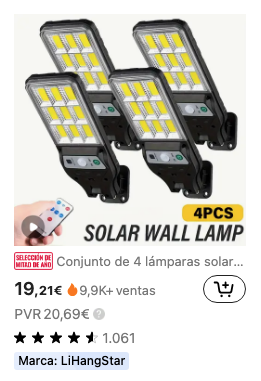 4PCS
SOLAR WALL LAMP
SELECCIÓN DE
MITAD DE AÑO
Conjunto de 4 lámparas solar...
19,21€ 9,9K+ ventas
PVR 20,69€ ?
1.061
Marca: LiHangStar